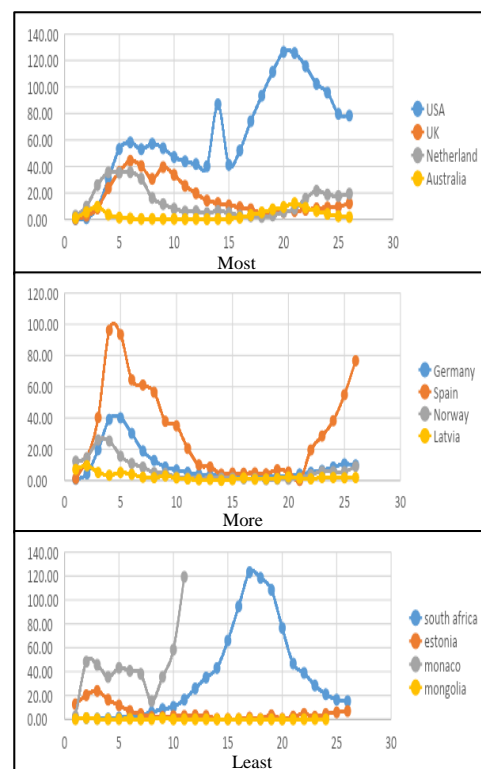 140.00
120.00
100.00
80.00
60.00
40.00
20.00
0.00
0 5 10 15 20 25 30
USA
UK
Netherland
Australia
Most
120.00
100.00
80.00
60.00
40.00
20.00
0.00
0 5 10 15 20 25 30
Germany
Spain
Norway
Latvia
More
140.00
120.00
100.00
80.00
60.00
40.00
20.00
0.00
0 5 10 15 20 25 30
south africa
estonia
monaco
mongolia
Least